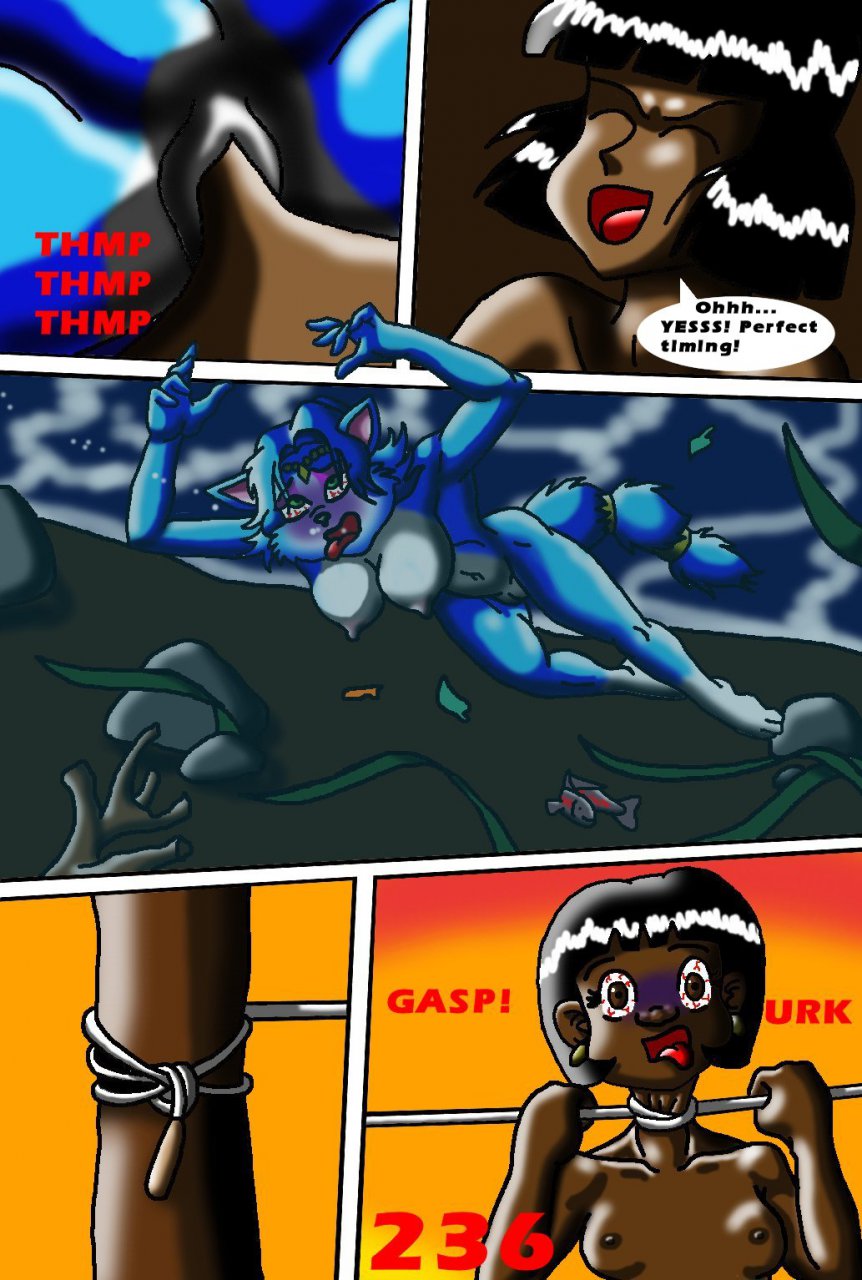 THMP
THMP
THMP
Ohhh...
YESSS! Perfect
timing!
GASP!
URK
236